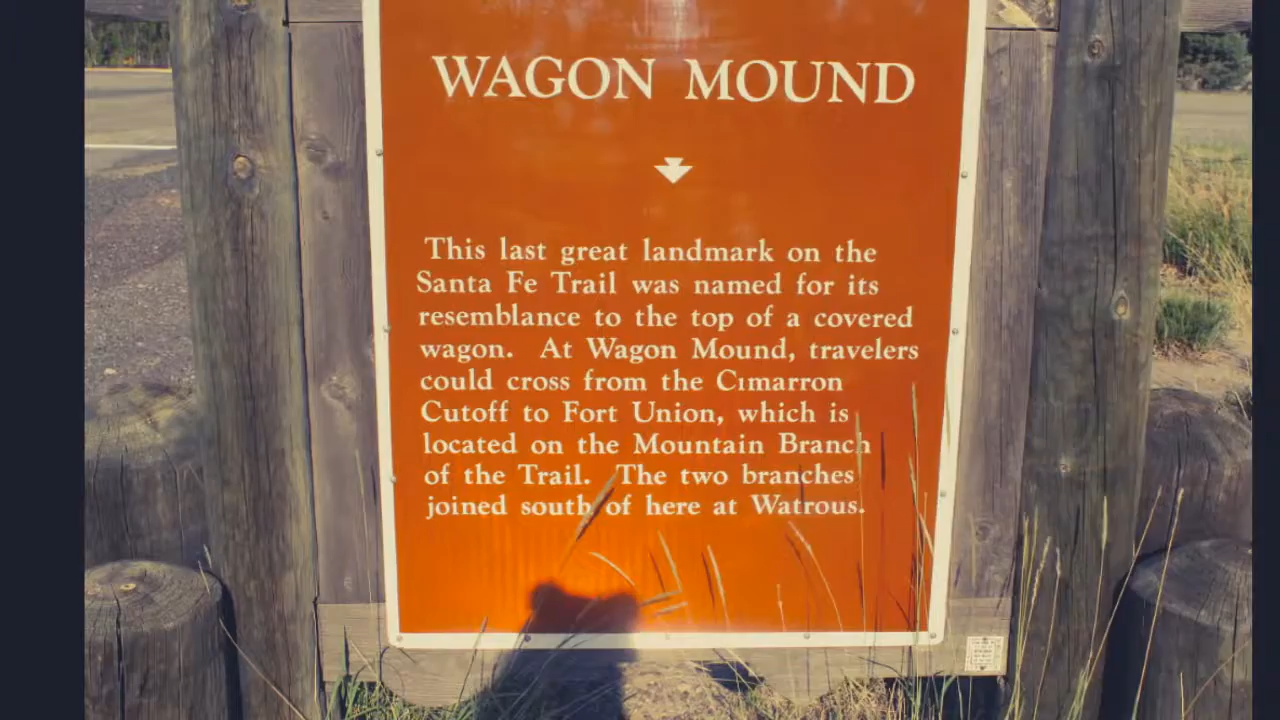 WAGON MOUND
This last great landmark on the
Santa Fe Trail was named for its
resemblance to the top of a covered
wagon. At Wagon Mound, travelers
could cross from the Cimarron
Cutoff to Fort Union, which is
located on the Mountain Branch
of the Trail. The two branches
joined south of here at Watrous.